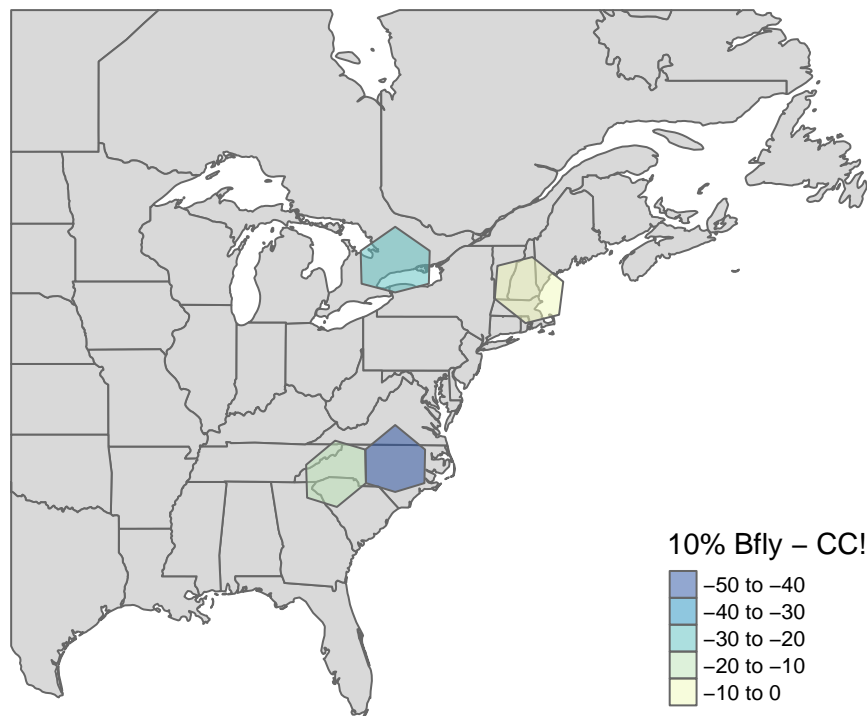 10% Bfly − CC!
−50 to −40
−40 to −30
−30 to −20
−20 to −10
−10 to 0